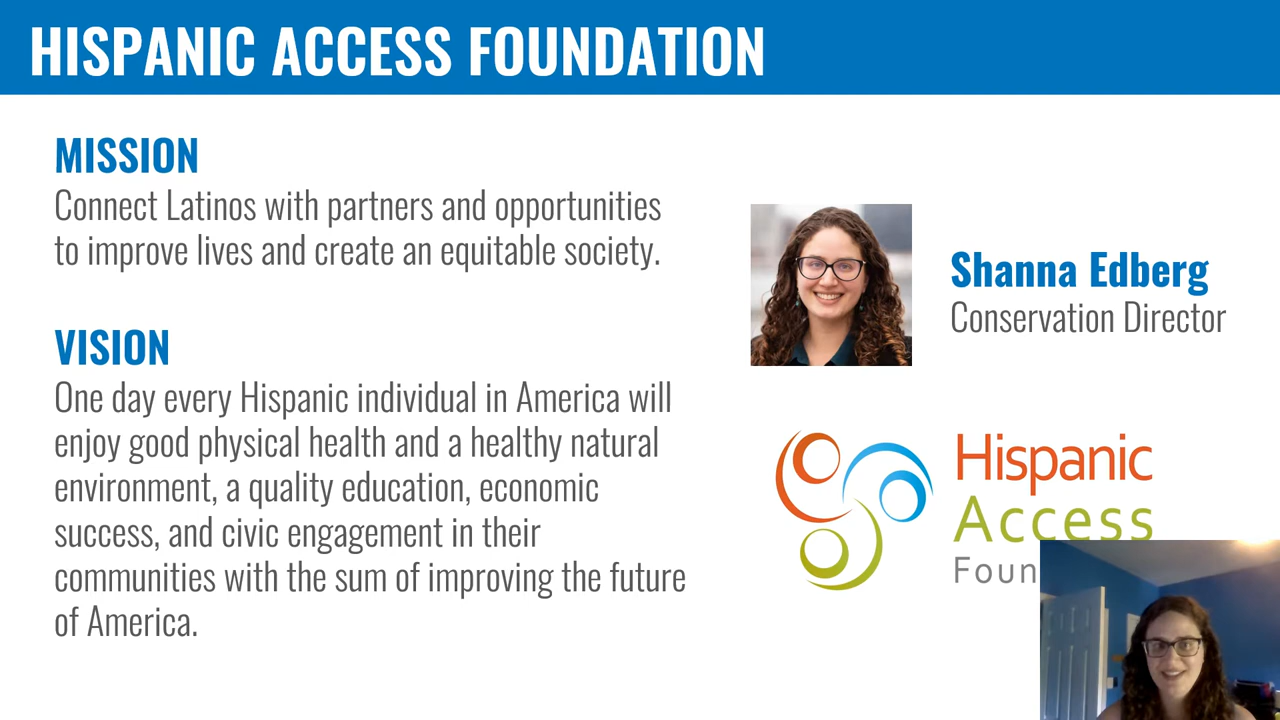 HISPANIC ACCESS FOUNDATION
MISSION
Connect Latinos with partners and opportunities
to improve lives and create an equitable society.
VISION
One day every Hispanic individual in America will
enjoy good physical health and a healthy natural
environment, a quality education, economic
success, and civic engagement in their
communities with the sum of improving the future
of America.
Shanna Edberg
Conservation Director
Hispanic
Access
Foun